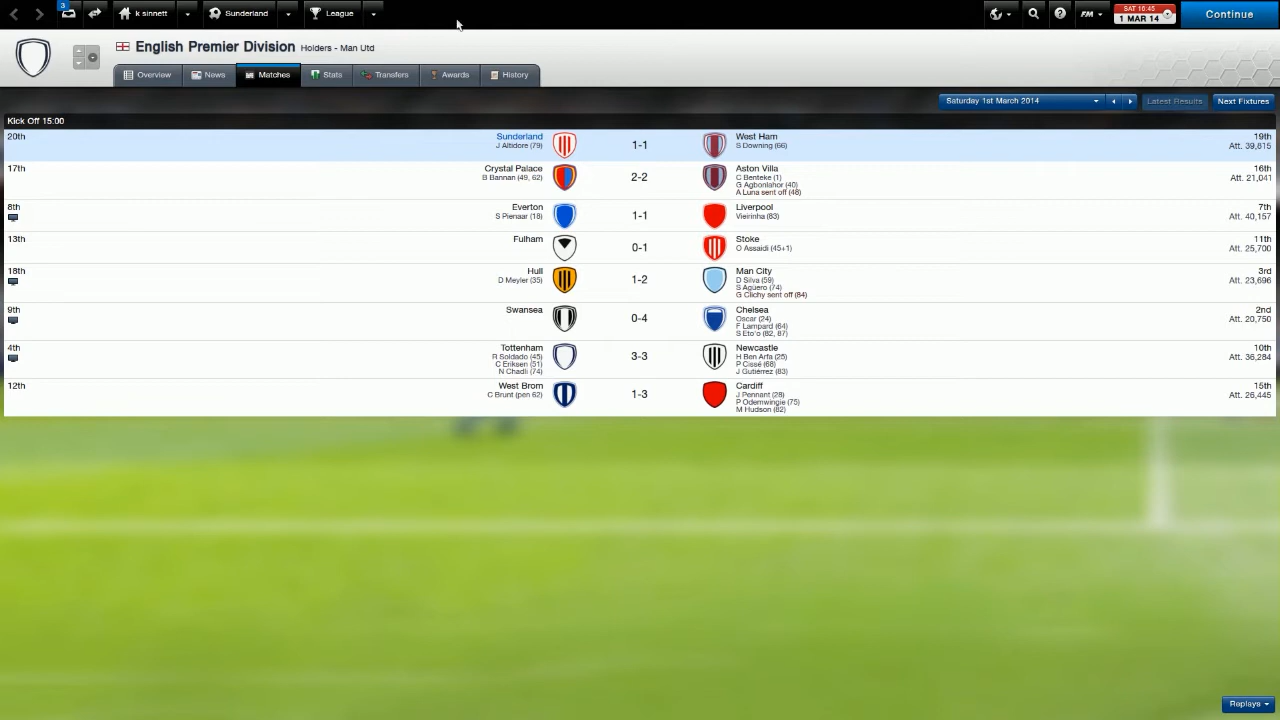 3
k sinnett
Sunderland
League
FM
SAT 16:45
1 MAR 14
Continue
English Premier Division Holders - Man Utd
Overview News Matches Stats Transfers Awards History
Saturday 1st March 2014 Latest Results Next Fixtures
Kick Off 15:00
20th Sunderland 1-1 West Ham 19th
J Altidore (79) S Downing (66) Att. 39,815
17th Crystal Palace 2-2 Aston Villa 16th
B Bannan (49, 62) C Benteke (1) Att. 21,041
G Agbonlahor (40)
A Luna sent off (48)
8th Everton 1-1 Liverpool 7th
S Pienaar (18) Vieirinha (83) Att. 40,157
13th Fulham 0-1 Stoke 11th
O Assaidi (45+1) Att. 25,700
18th Hull 1-2 Man City 3rd
D Meyler (35) D Silva (59) Att. 23,696
S Agüero (74)
G Clichy sent off (84)
9th Swansea 0-4 Chelsea 2nd
Oscar (24) Att. 20,750
F Lampard (64)
S Eto'o (82, 87)
4th Tottenham 3-3 Newcastle 10th
R Soldado (45) H Ben Arfa (25) Att. 36,284
C Eriksen (51) P Cissé (68)
N Chadli (74) J Gutiérrez (83)
12th West Brom 1-3 Cardiff 15th
C Brunt (pen 62) J Pennant (28) Att. 26,445
P Odemwingie (75)
M Hudson (82)
Replays